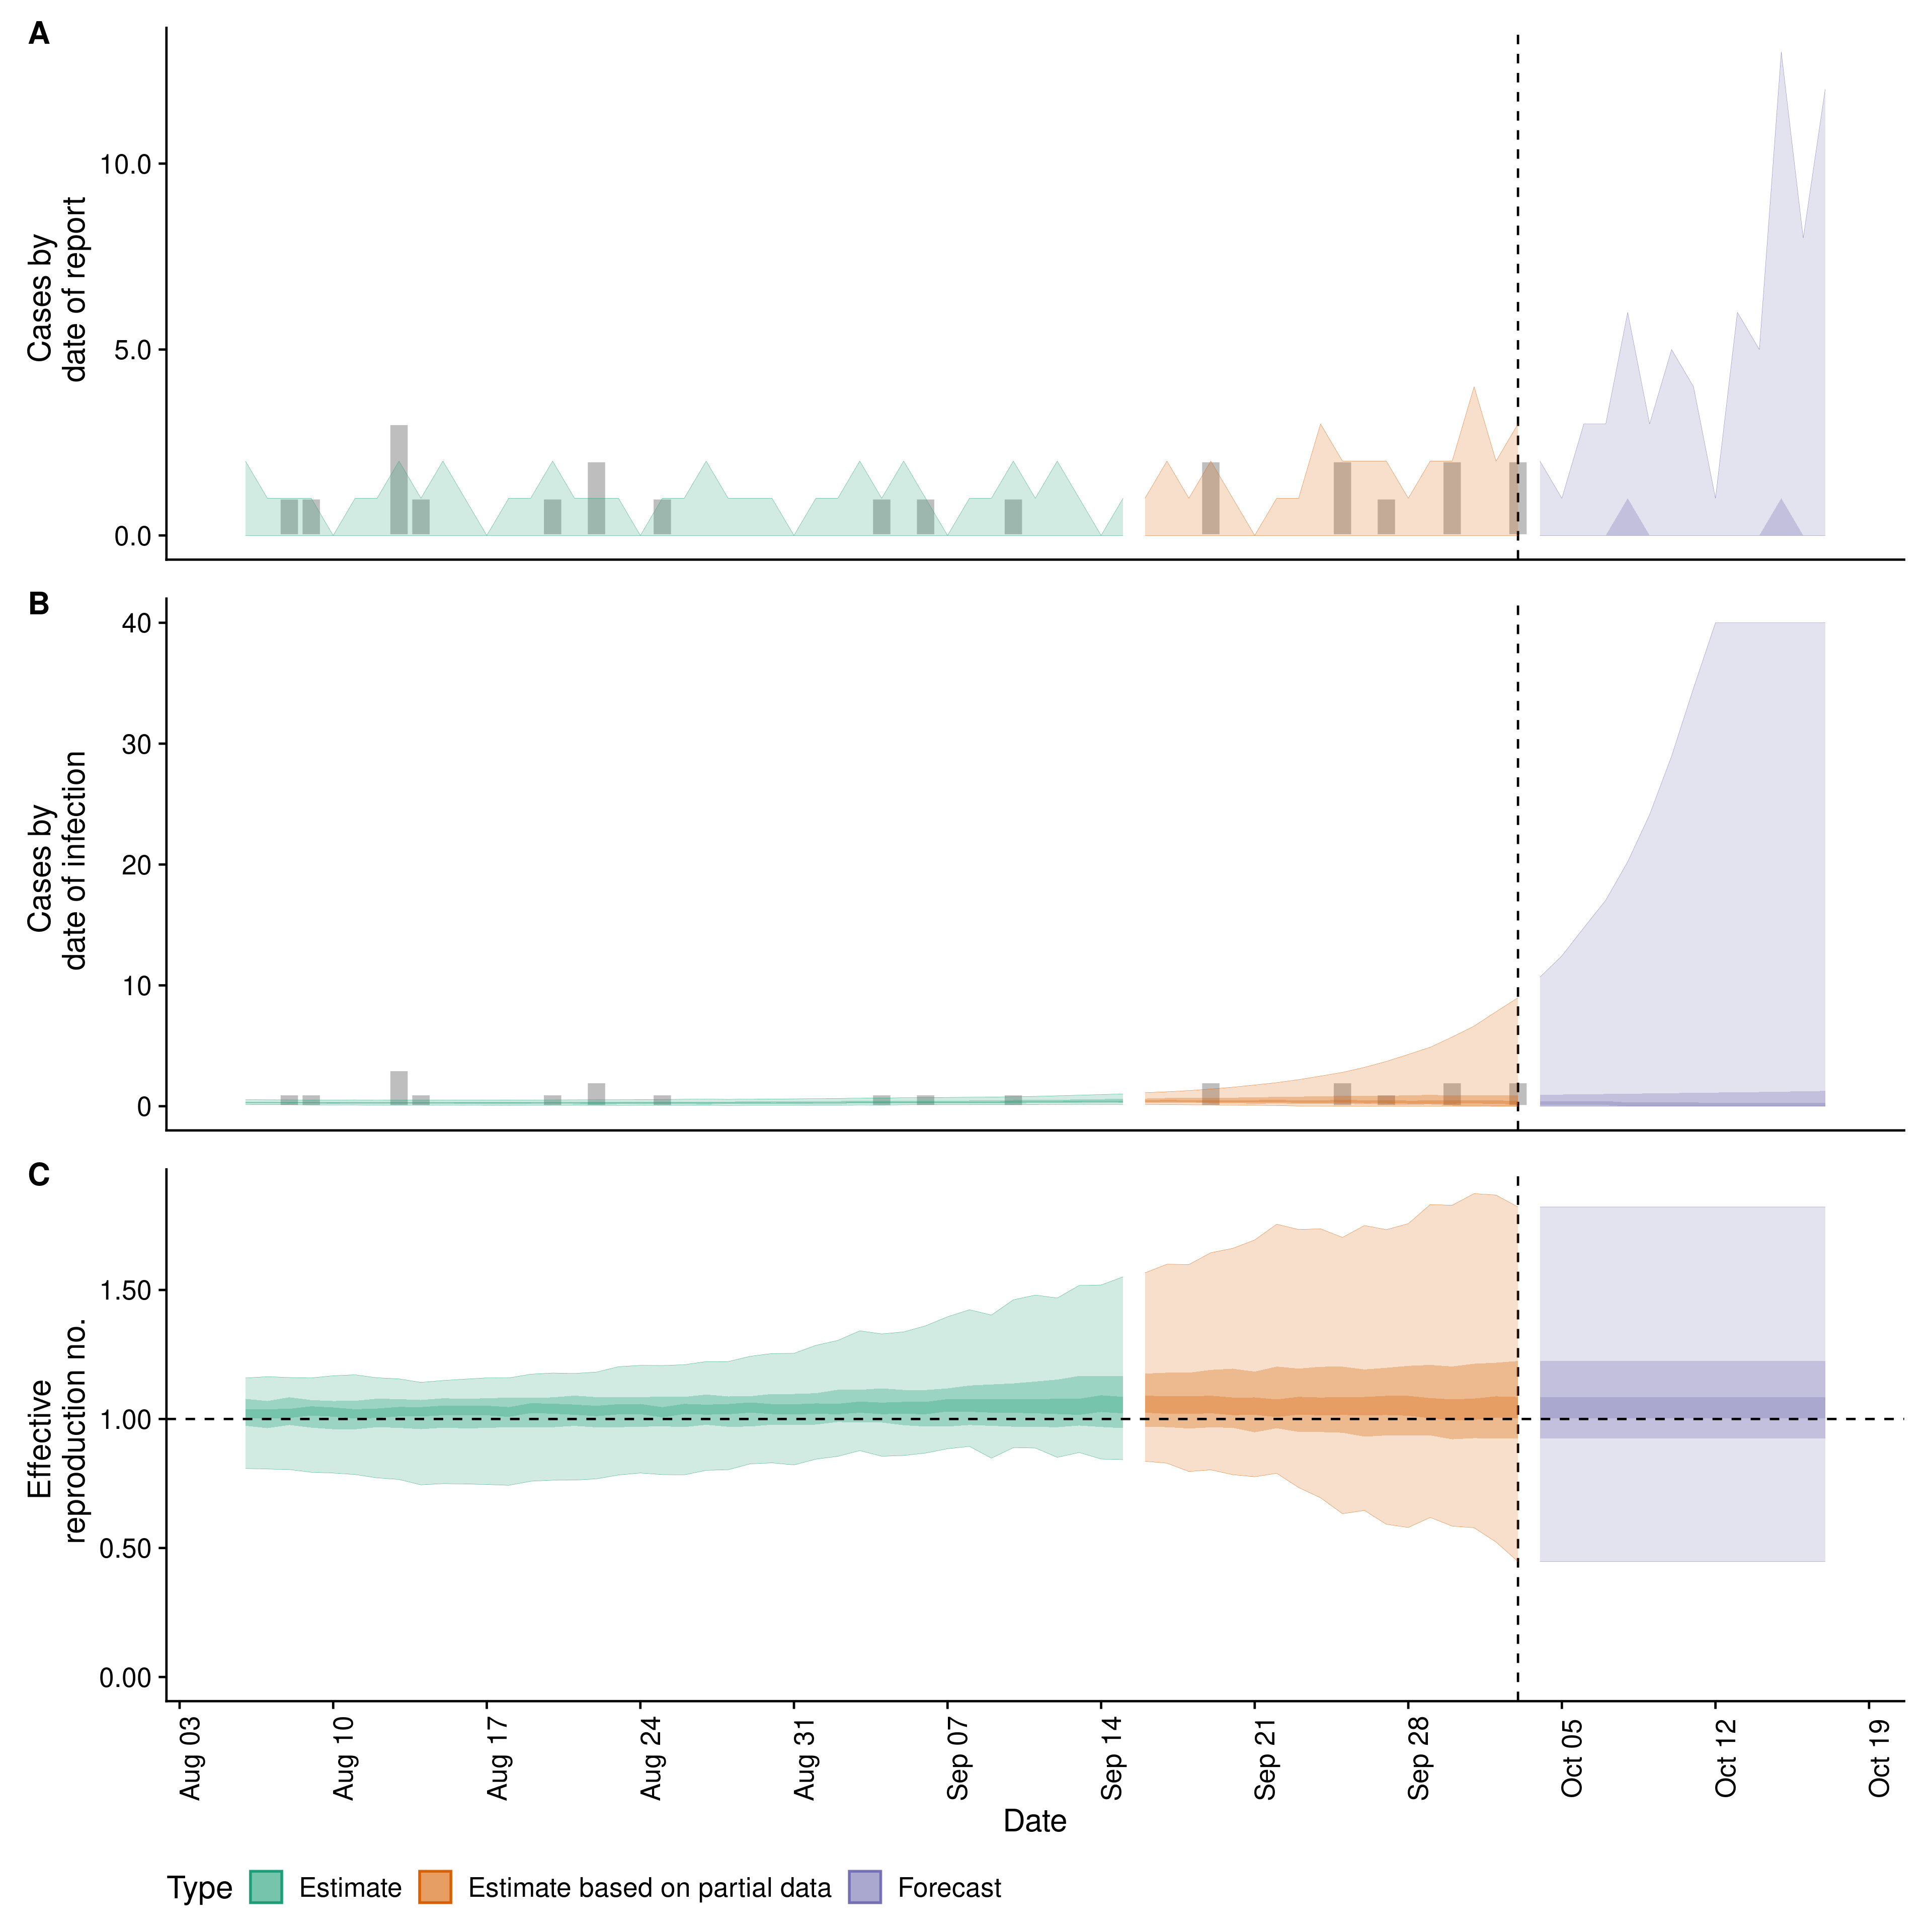 A
Cases by
date of report
10.0
5.0
0.0
B
Cases by
date of infection
40
30
20
10
0
C
Effective
reproduction no.
1.50
1.00
0.50
0.00
Aug 03
Aug 10
Aug 17
Aug 24
Aug 31
Sep 07
Sep 14
Sep 21
Sep 28
Oct 05
Oct 12
Oct 19
Date
Type Estimate Estimate based on partial data Forecast